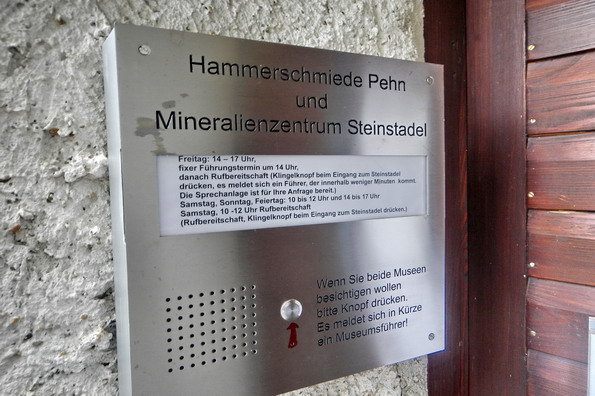 Hammerschmiede Pehn
und
Mineralienzentrum Steinstadel
Freitag: 14 – 17 Uhr,
fixer Führungstermin um 14 Uhr,
danach Rufbereitschaft (Klingelknopf beim Eingang zum Steinstadel
drücken, es meldet sich ein Führer, der innerhalb weniger Minuten kommt.
Die Sprechanlage ist für Ihre Anfrage bereit.)
Samstag, Sonntag, Feiertag: 10 bis 12 Uhr und 14 bis 17 Uhr
Samstag, 10 -12 Uhr Rufbereitschaft
(Rufbereitschaft, Klingelknopf beim Eingang zum Steinstadel drücken.)
Wenn Sie beide Museen
besichtigen wollen
bitte Knopf drücken.
Es meldet sich in Kürze
ein Museumsführer!